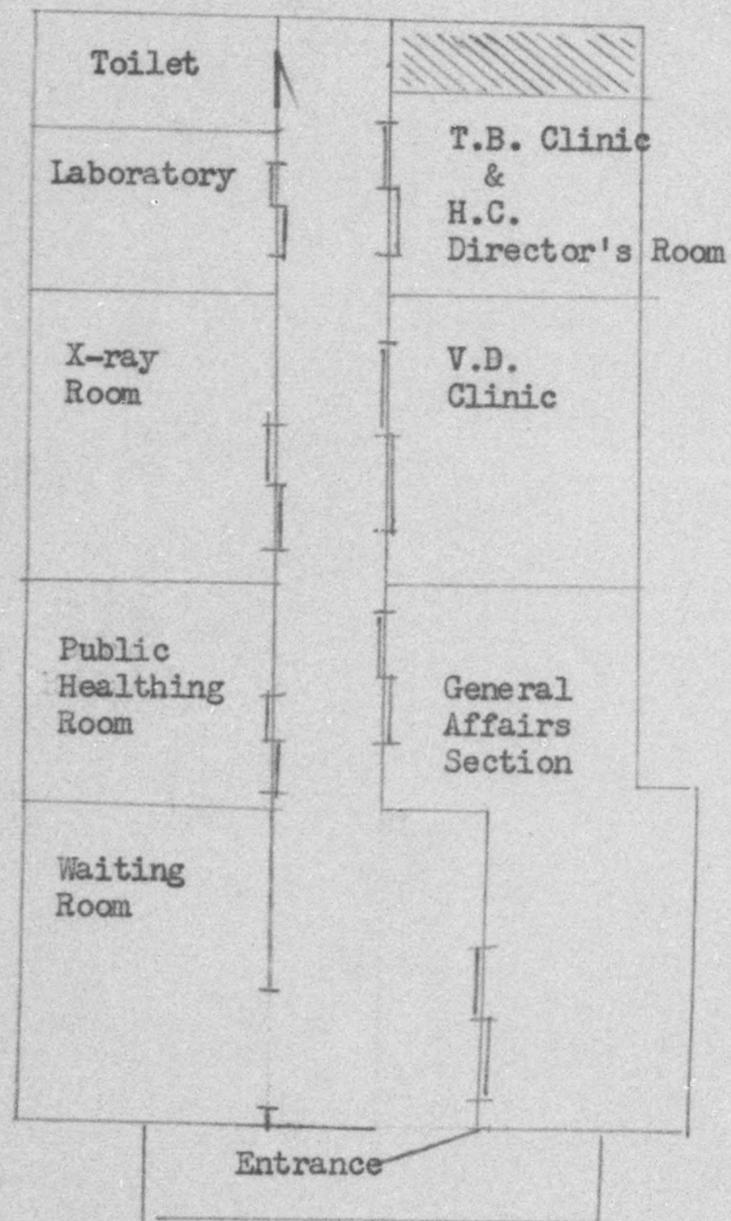 Toilet
Laboratory
X-ray
Room
Public
Healthing
Room
Waiting
Room
T.B. Clinic
&
H.C.
Director's Room
V.D.
Clinic
General
Affairs
Section
Entrance